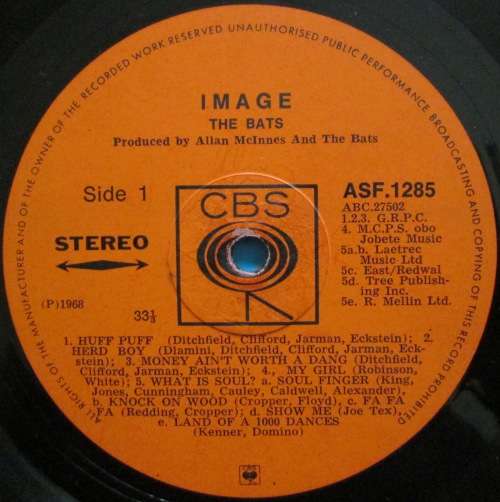 ALL RIGHTS OF THE MANUFACTURER AND OF THE OWNER OF THE RECORDED WORK RESERVED UNAUTHORISED PUBLIC PERFORMANCE BROADCASTING AND COPYING OF THIS RECORD PROHIBITED
IMAGE
THE BATS
Produced by Allan McInnes And The Bats
Side 1
CBS
ASF.1285
ABC.27502
1.2.3. G.R.P.C.
4. M.C.P.S. obo
Jobete Music
STEREO
5a.b. Laetrec
Music Ltd
5c. East/Redwal
5d. Tree Publish-
ing Inc.
5e. R. Mellin Ltd.
(P)1968
33⅓
1. HUFF PUFF (Ditchfield, Clifford, Jarman, Eckstein); 2.
HERD BOY (Dlamini, Ditchfield, Clifford, Jarman, Eck-
stein); 3. MONEY AIN'T WORTH A DANG (Ditchfield,
Clifford, Jarman, Eckstein); 4., MY GIRL (Robinson,
White); 5. WHAT IS SOUL? a. SOUL FINGER (King,
Jones, Cunningham, Cauley, Caldwell, Alexander),
b. KNOCK ON WOOD (Cropper, Floyd), c. FA FA
FA (Redding, Cropper); d. SHOW ME (Joe Tex),
e. LAND OF A 1000 DANCES
(Kenner, Domino)